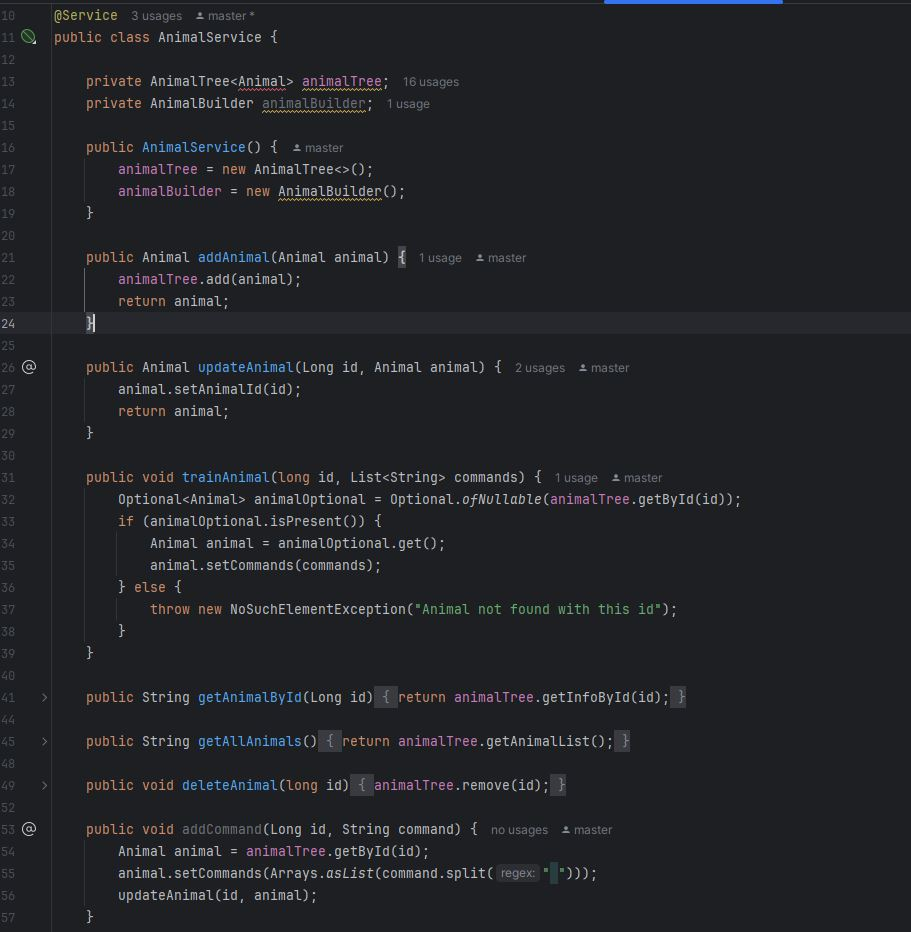 10 @Service 3 usages master *
11 public class AnimalService {
12
13 private AnimalTree<Animal> animalTree; 16 usages
14 private AnimalBuilder animalBuilder; 1 usage
15
16 public AnimalService() { master
17 animalTree = new AnimalTree<>();
18 animalBuilder = new AnimalBuilder();
19 }
20
21 public Animal addAnimal(Animal animal) { 1 usage master
22 animalTree.add(animal);
23 return animal;
24 }
25
26 @ public Animal updateAnimal(Long id, Animal animal) { 2 usages master
27 animal.setAnimalId(id);
28 return animal;
29 }
30
31 public void trainAnimal(long id, List<String> commands) { 1 usage master
32 Optional<Animal> animalOptional = Optional.ofNullable(animalTree.getById(id));
33 if (animalOptional.isPresent()) {
34 Animal animal = animalOptional.get();
35 animal.setCommands(commands);
36 } else {
37 throw new NoSuchElementException("Animal not found with this id");
38 }
39 }
40
41 public String getAnimalById(Long id) { return animalTree.getInfoById(id); }
44
45 public String getAllAnimals() { return animalTree.getAnimalList(); }
48
49 public void deleteAnimal(long id) { animalTree.remove(id); }
52
53 @ public void addCommand(Long id, String command) { no usages master
54 Animal animal = animalTree.getById(id);
55 animal.setCommands(Arrays.asList(command.split( regex: " ")));
56 updateAnimal(id, animal);
57 }